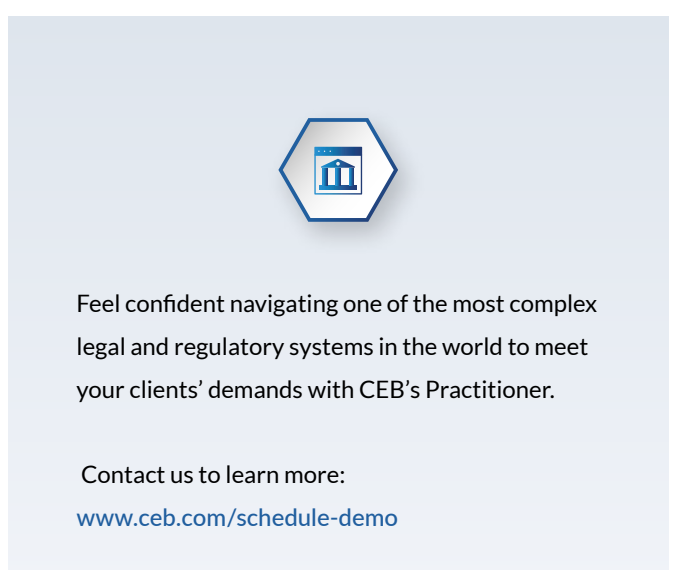 Feel confident navigating one of the most complex
legal and regulatory systems in the world to meet
your clients’ demands with CEB’s Practitioner.
Contact us to learn more:
www.ceb.com/schedule-demo